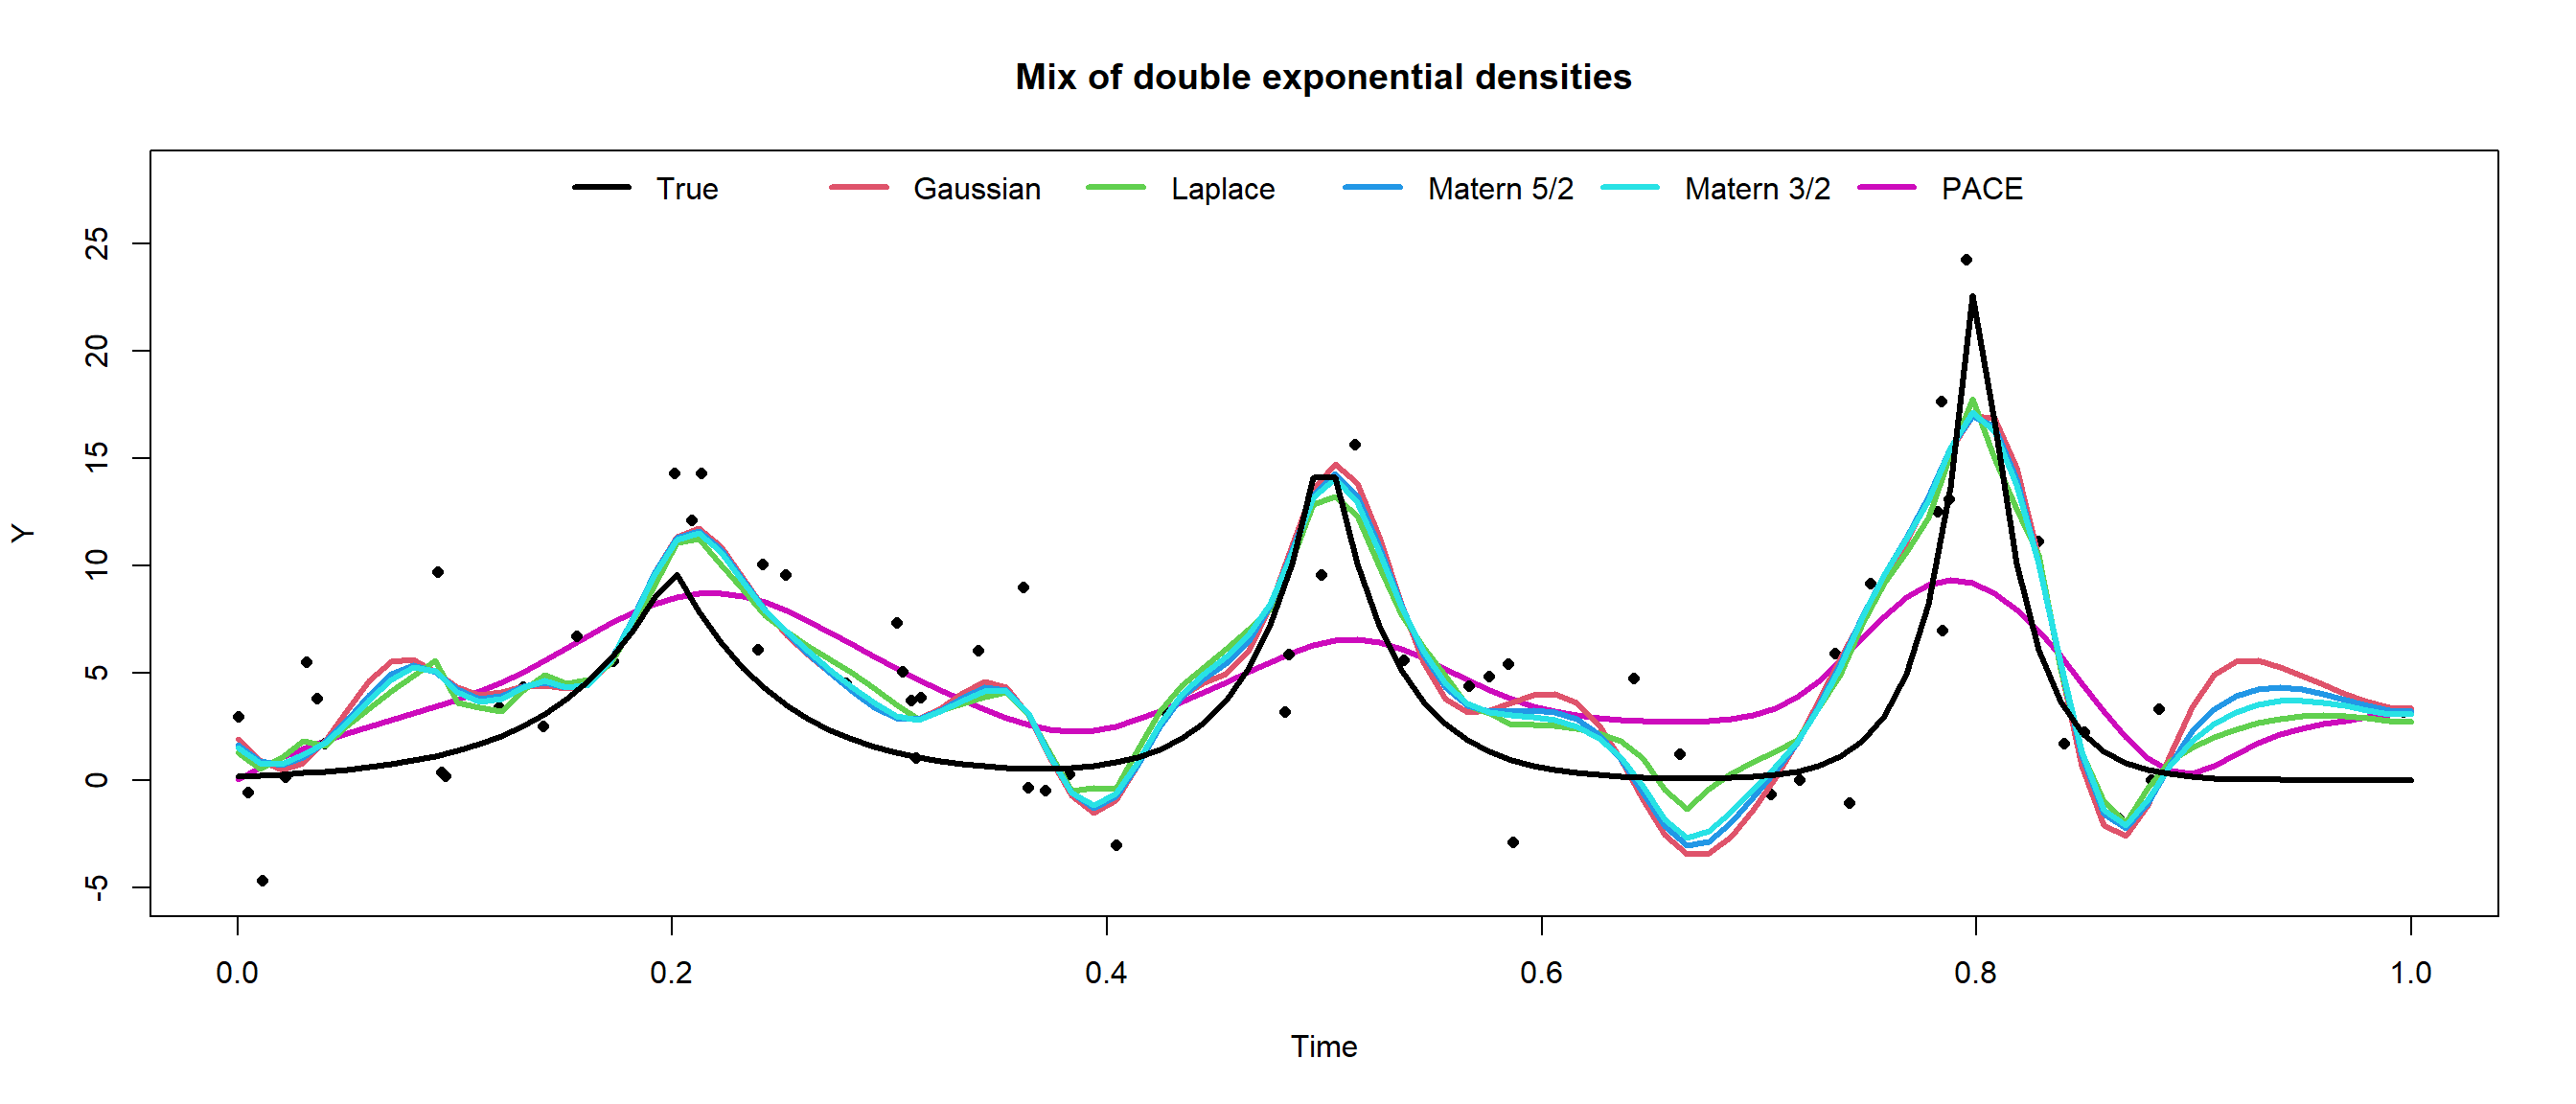 Mix of double exponential densities
True Gaussian Laplace Matern 5/2 Matern 3/2 PACE
25
20
15
10
5
0
-5
Y
0.0 0.2 0.4 0.6 0.8 1.0
Time